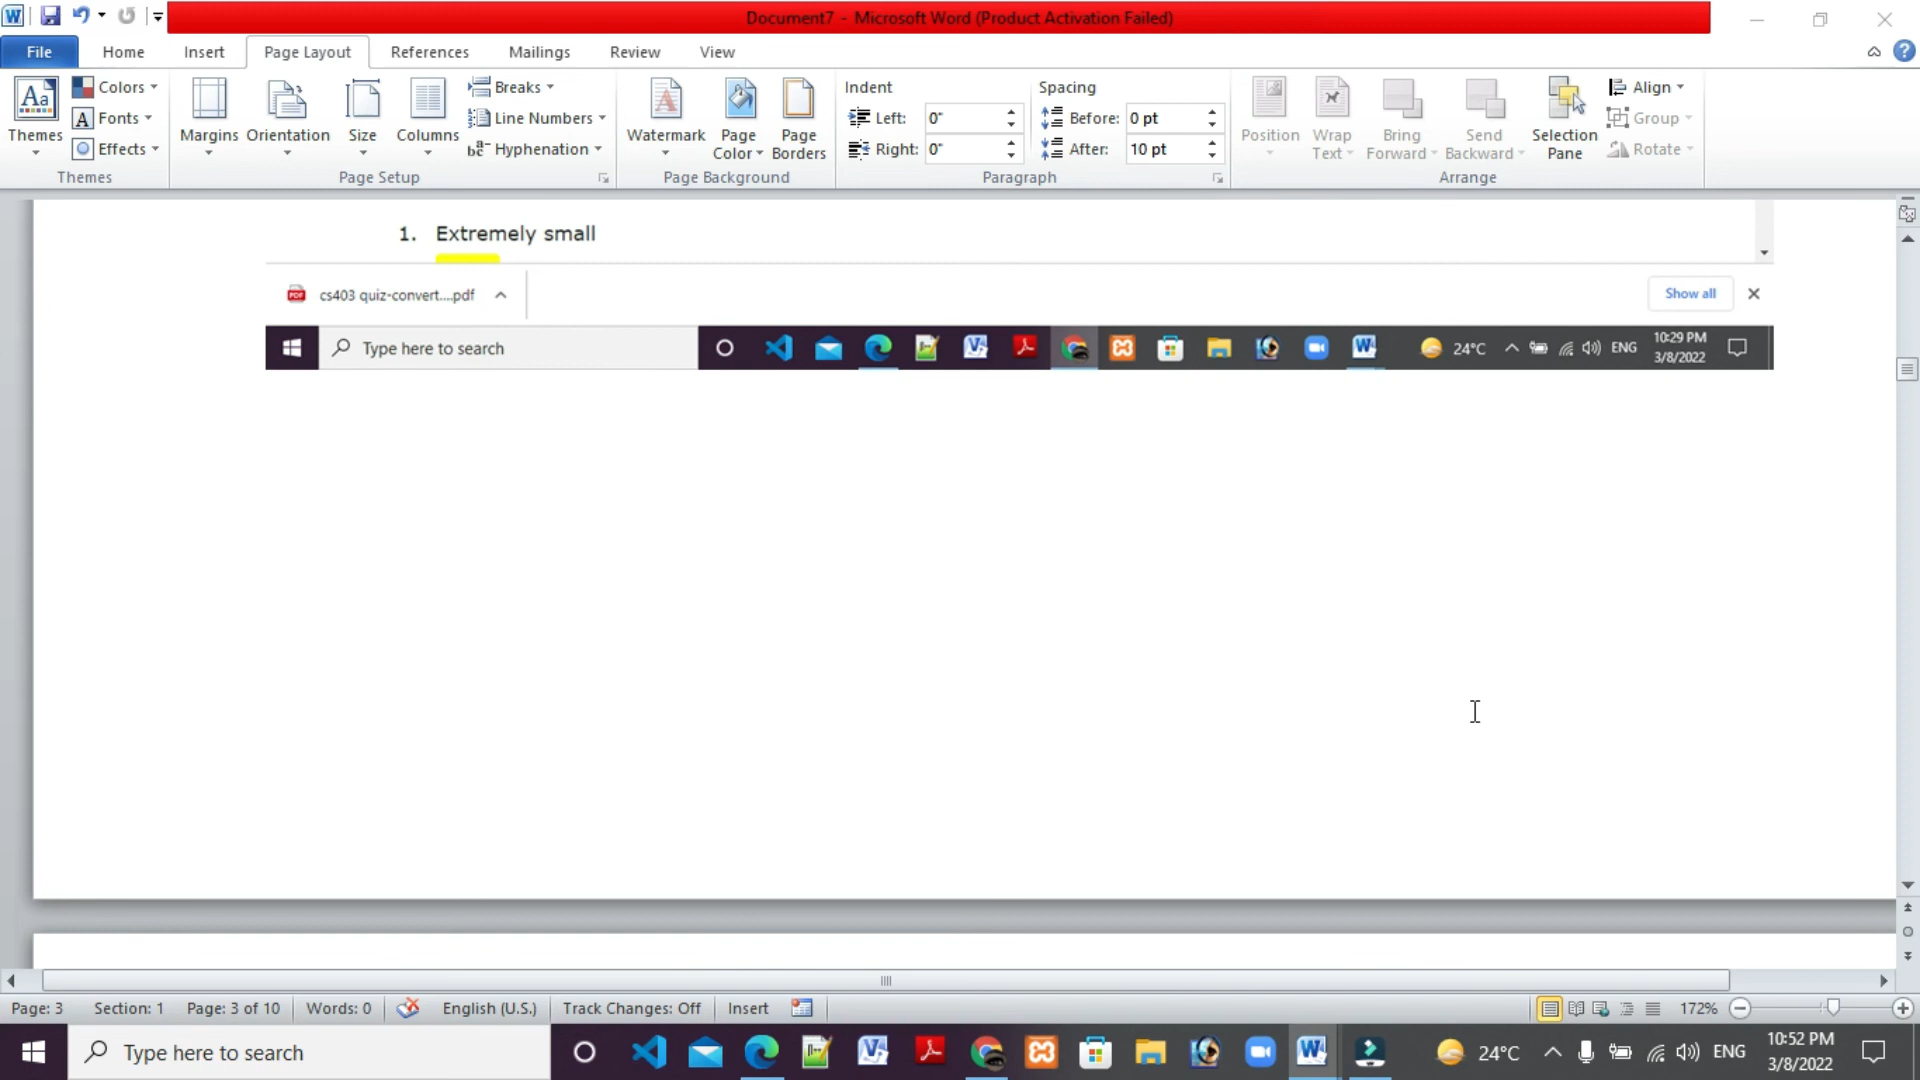 Document7 - Microsoft Word (Product Activation Failed)
File Home Insert Page Layout References Mailings Review View
Themes Colors Fonts Effects
Themes
Margins Orientation Size Columns Breaks Line Numbers Hyphenation
Page Setup
Watermark Page Color Page Borders
Page Background
Indent Spacing
Left: 0" Before: 0 pt
Right: 0" After: 10 pt
Paragraph
Position Wrap Text Bring Forward Send Backward Selection Pane Align Group Rotate
Arrange
1. Extremely small
cs403 quiz-convert....pdf Show all
Type here to search 24°C ENG 10:29 PM
3/8/2022
Page: 3 Section: 1 Page: 3 of 10 Words: 0 English (U.S.) Track Changes: Off Insert 172%
Type here to search 24°C ENG 10:52 PM
3/8/2022